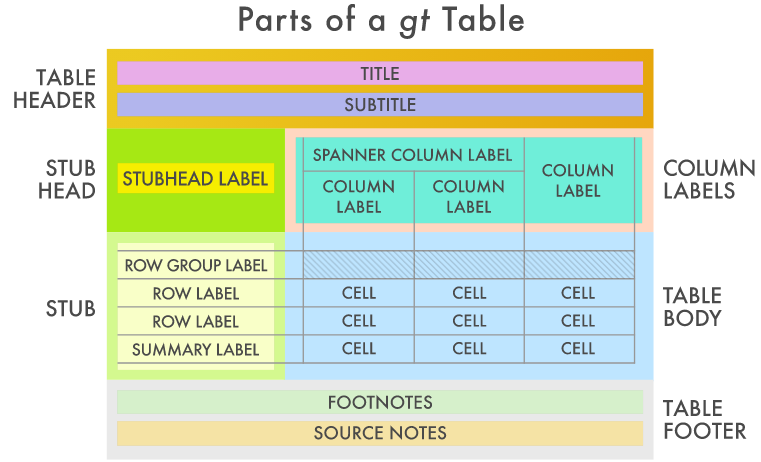 Parts of a gt Table
TABLE
HEADER
TITLE
SUBTITLE
STUB
HEAD
STUBHEAD LABEL
SPANNER COLUMN LABEL
COLUMN
LABEL
COLUMN
LABEL
COLUMN
LABEL
COLUMN
LABELS
STUB
ROW GROUP LABEL
ROW LABEL CELL CELL CELL
ROW LABEL CELL CELL CELL
SUMMARY LABEL CELL CELL CELL
TABLE
BODY
FOOTNOTES
SOURCE NOTES
TABLE
FOOTER